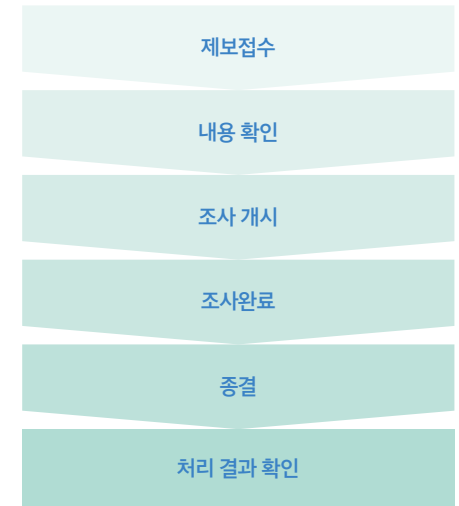 제보접수
내용 확인
조사 개시
조사완료
종결
처리 결과 확인